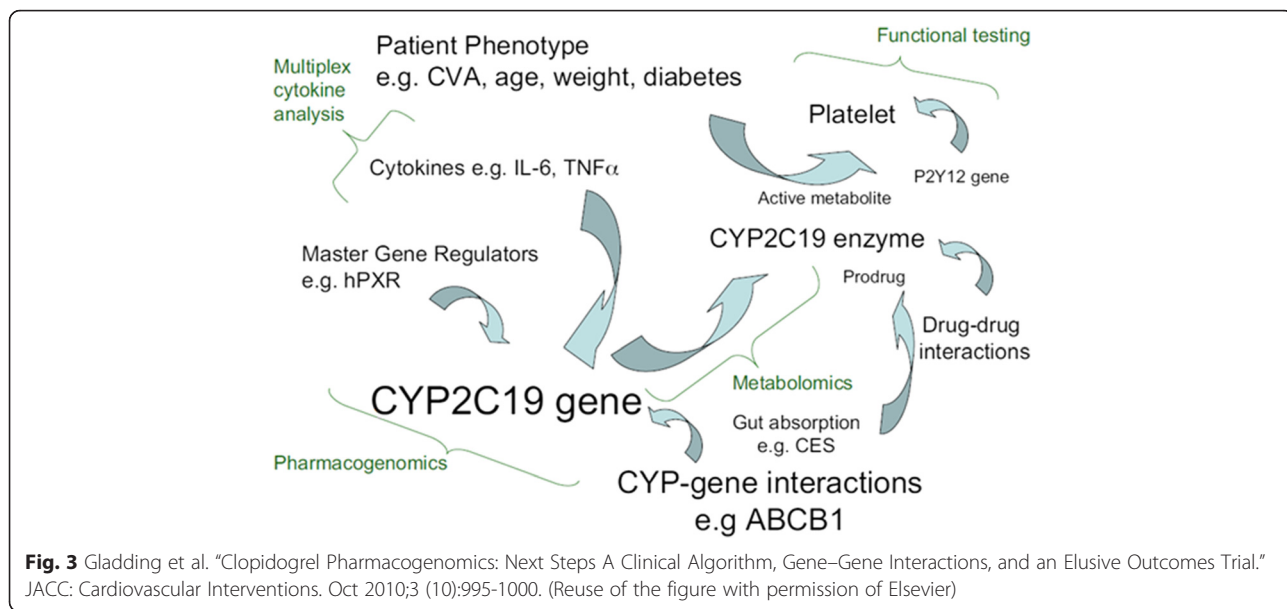 Patient Phenotype
e.g. CVA, age, weight, diabetes
Functional testing
Multiplex
cytokine
analysis
Platelet
Cytokines e.g. IL-6, TNFα
P2Y12 gene
Active metabolite
CYP2C19 enzyme
Master Gene Regulators
e.g. hPXR
Prodrug
Drug-drug
interactions
CYP2C19 gene
Metabolomics
Gut absorption
e.g. CES
Pharmacogenomics
CYP-gene interactions
e.g ABCB1
Fig. 3 Gladding et al. “Clopidogrel Pharmacogenomics: Next Steps A Clinical Algorithm, Gene–Gene Interactions, and an Elusive Outcomes Trial.”
JACC: Cardiovascular Interventions. Oct 2010;3 (10):995-1000. (Reuse of the figure with permission of Elsevier)